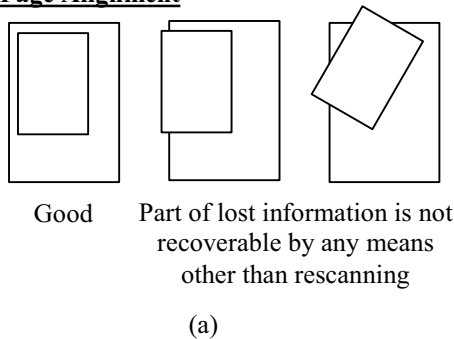 Page Alignment
Good
Part of lost information is not
recoverable by any means
other than rescanning
(a)